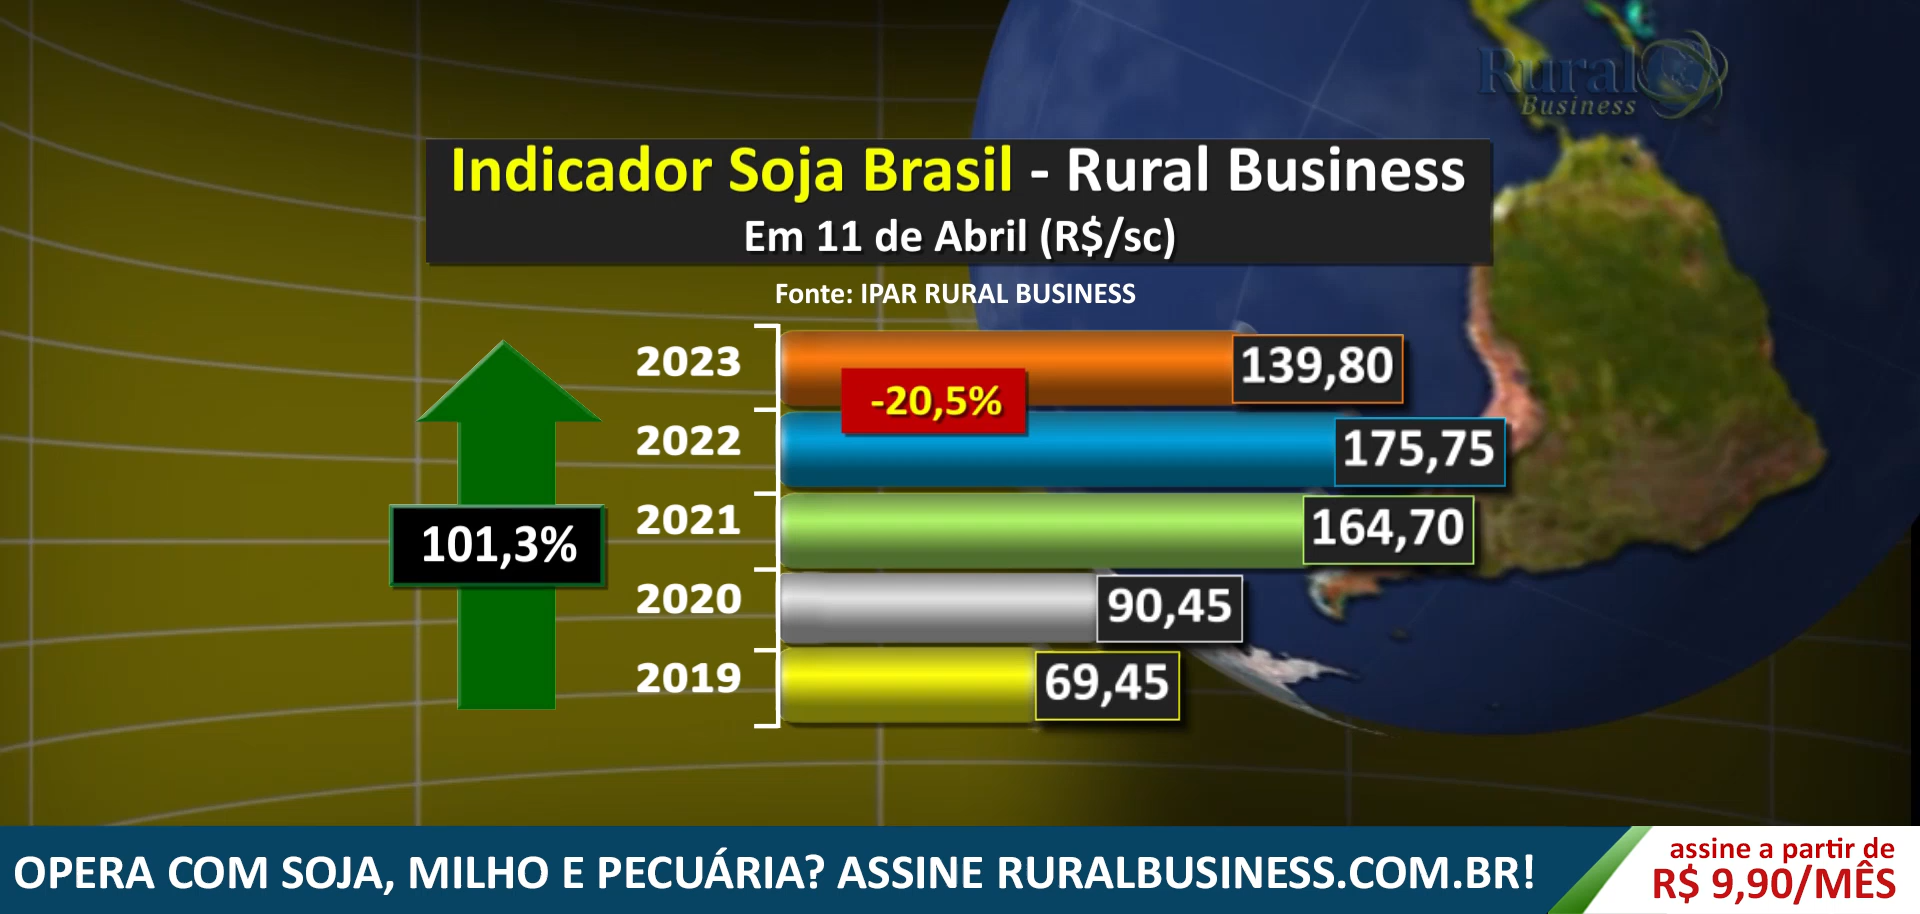 Rural
Business
Indicador Soja Brasil - Rural Business
Em 11 de Abril (R$/sc)
Fonte: IPAR RURAL BUSINESS
2023 139,80
-20,5%
2022 175,75
2021 164,70
101,3%
2020 90,45
2019 69,45
OPERA COM SOJA, MILHO E PECUÁRIA? ASSINE RURALBUSINESS.COM.BR!
assine a partir de
R$ 9,90/MÊS